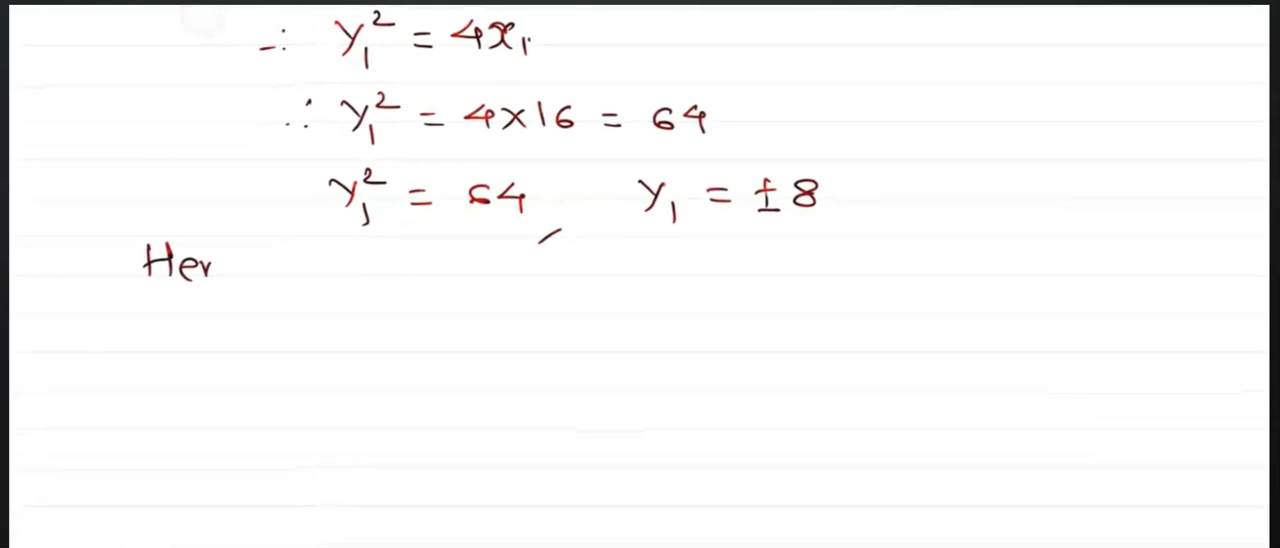 ∴ y₁² = 4x₁
∴ y₁² = 4×16 = 64
y₁² = 64 y₁ = ±8
Her